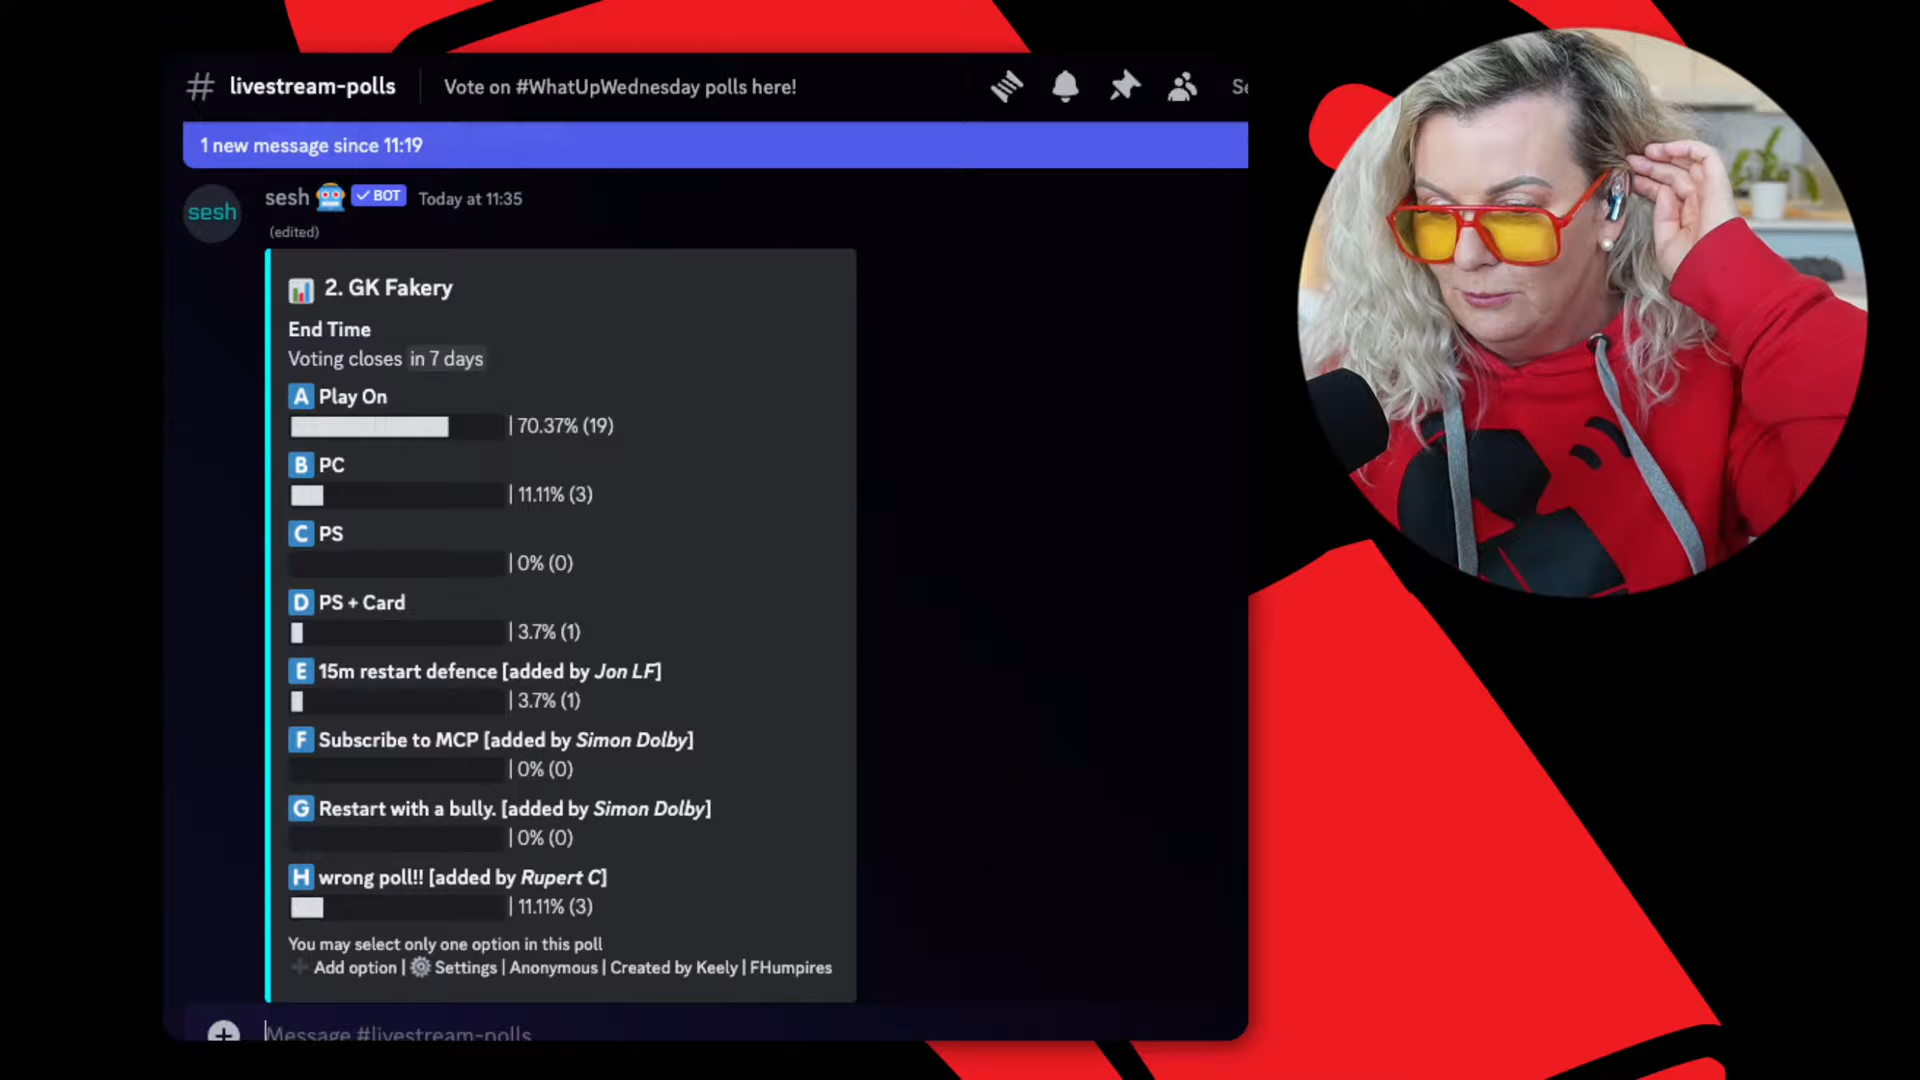 # livestream-polls | Vote on #WhatUpWednesday polls here!
1 new message since 11:19
sesh
sesh BOT Today at 11:35
(edited)
2. GK Fakery
End Time
Voting closes in 7 days
A Play On
| 70.37% (19)
B PC
| 11.11% (3)
C PS
| 0% (0)
D PS + Card
| 3.7% (1)
E 15m restart defence [added by Jon LF]
| 3.7% (1)
F Subscribe to MCP [added by Simon Dolby]
| 0% (0)
G Restart with a bully. [added by Simon Dolby]
| 0% (0)
H wrong poll!! [added by Rupert C]
| 11.11% (3)
You may select only one option in this poll
Add option | Settings | Anonymous | Created by Keely | FHumpires
Message #livestream-polls